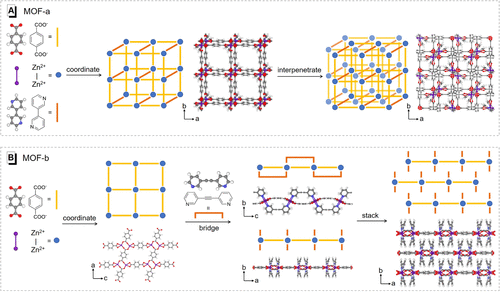 A MOF-a
COO⁻
COO⁻
Zn²⁺
Zn²⁺
coordinate
interpenetrate
N
N
b
a
b
a
B MOF-b
COO⁻
COO⁻
Zn²⁺
Zn²⁺
coordinate
bridge
stack
a
c
b
c
b
a
b
a